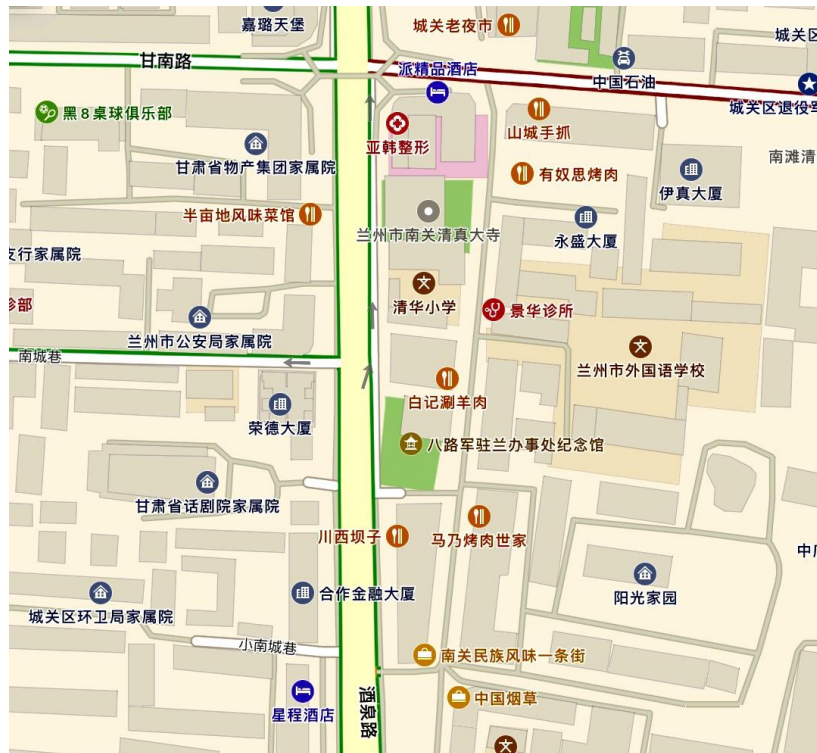 嘉璐天堡
城关老夜市
城关区
甘南路
派精品酒店
中国石油
黑8桌球俱乐部
城关区退役军
亚韩整形
山城手抓
甘肃省物产集团家属院
南滩清
有奴思烤肉
伊真大厦
半亩地风味菜馆
永盛大厦
兰州市南关清真大寺
支行家属院
清华小学
诊部
景华诊所
兰州市公安局家属院
南城巷
兰州市外国语学校
白记涮羊肉
荣德大厦
八路军驻兰办事处纪念馆
甘肃省话剧院家属院
川西坝子
马乃烤肉世家
中广
合作金融大厦
阳光家园
城关区环卫局家属院
小南城巷
南关民族风味一条街
中国烟草
酒泉路
星程酒店